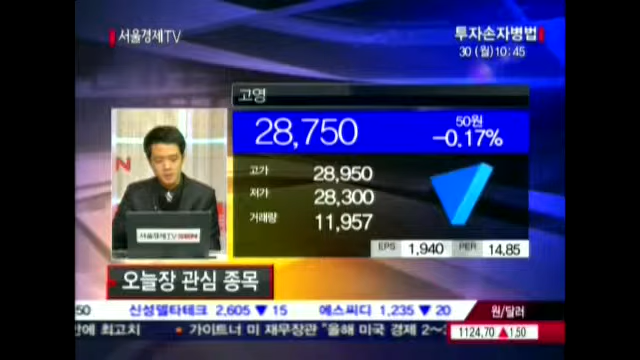 서울경제TV
투자손자병법
30 (월) 10:45
고영
28,750
50원
-0.17%
고가 28,950
저가 28,300
거래량 11,957
EPS 1,940 PER 14,85
서울경제TV SEN
오늘장 관심 종목
50 신성델타테크 2,605 ▼ 15 에스씨디 1,235 ▼ 20
원/달러
만에 최고치 • 가이트너 미 재무장관 "올해 미국 경제 2~3
1124,70 ▲1,50